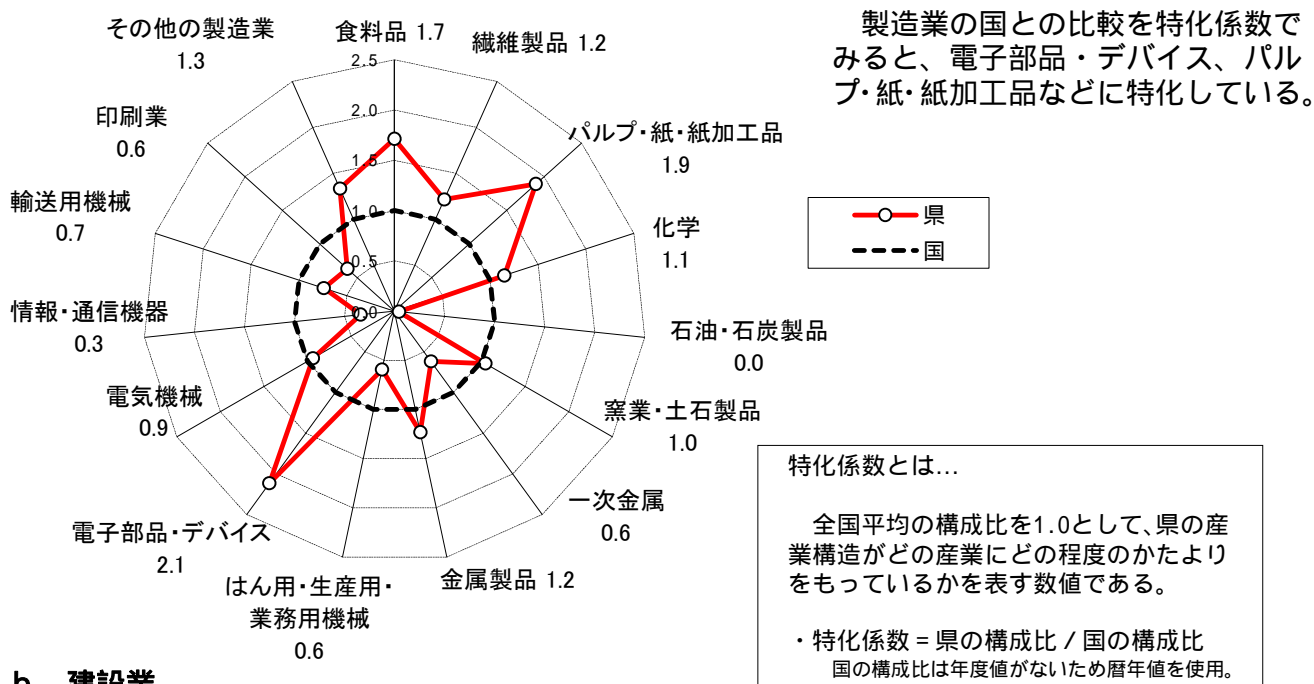 その他の製造業
1.3
食料品 1.7
繊維製品 1.2
パルプ・紙・紙加工品
1.9
化学
1.1
石油・石炭製品
0.0
窯業・土石製品
1.0
一次金属
0.6
金属製品 1.2
はん用・生産用・
業務用機械
0.6
電子部品・デバイス
2.1
電気機械
0.9
情報・通信機器
0.3
輸送用機械
0.7
印刷業
0.6
2.5
2.0
1.5
1.0
0.5
0.0
製造業の国との比較を特化係数で
みると、電子部品・デバイス、パル
プ・紙・紙加工品などに特化している。
県
国
特化係数とは…
全国平均の構成比を1.0として、県の産
業構造がどの産業にどの程度のかたより
をもっているかを表す数値である。
・特化係数 = 県の構成比 / 国の構成比
国の構成比は年度値がないため暦年値を使用。
b 建設業